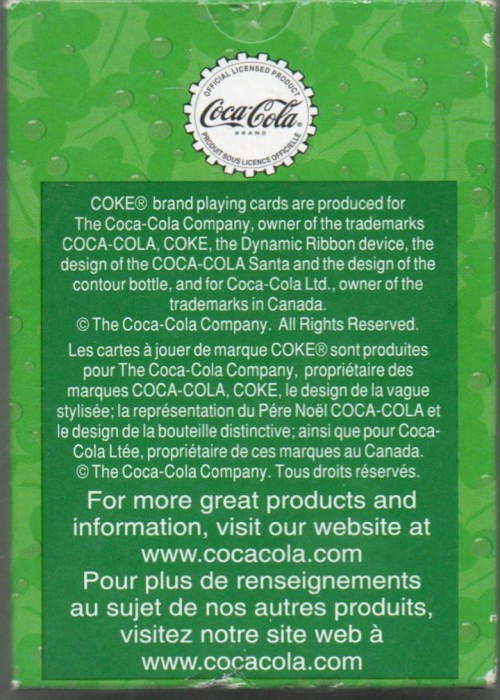 OFFICIAL LICENSED PRODUCT
Coca-Cola®
BRAND
PRODUIT SOUS LICENCE OFFICIELLE
COKE® brand playing cards are produced for
The Coca-Cola Company, owner of the trademarks
COCA-COLA, COKE, the Dynamic Ribbon device, the
design of the COCA-COLA Santa and the design of the
contour bottle, and for Coca-Cola Ltd., owner of the
trademarks in Canada.
© The Coca-Cola Company. All Rights Reserved.
Les cartes à jouer de marque COKE® sont produites
pour The Coca-Cola Company, propriétaire des
marques COCA-COLA, COKE, le design de la vague
stylisée; la représentation du Pére Noël COCA-COLA et
le design de la bouteille distinctive; ainsi que pour Coca-
Cola Ltée, propriétaire de ces marques au Canada.
© The Coca-Cola Company. Tous droits réservés.
For more great products and
information, visit our website at
www.cocacola.com
Pour plus de renseignements
au sujet de nos autres produits,
visitez notre site web à
www.cocacola.com